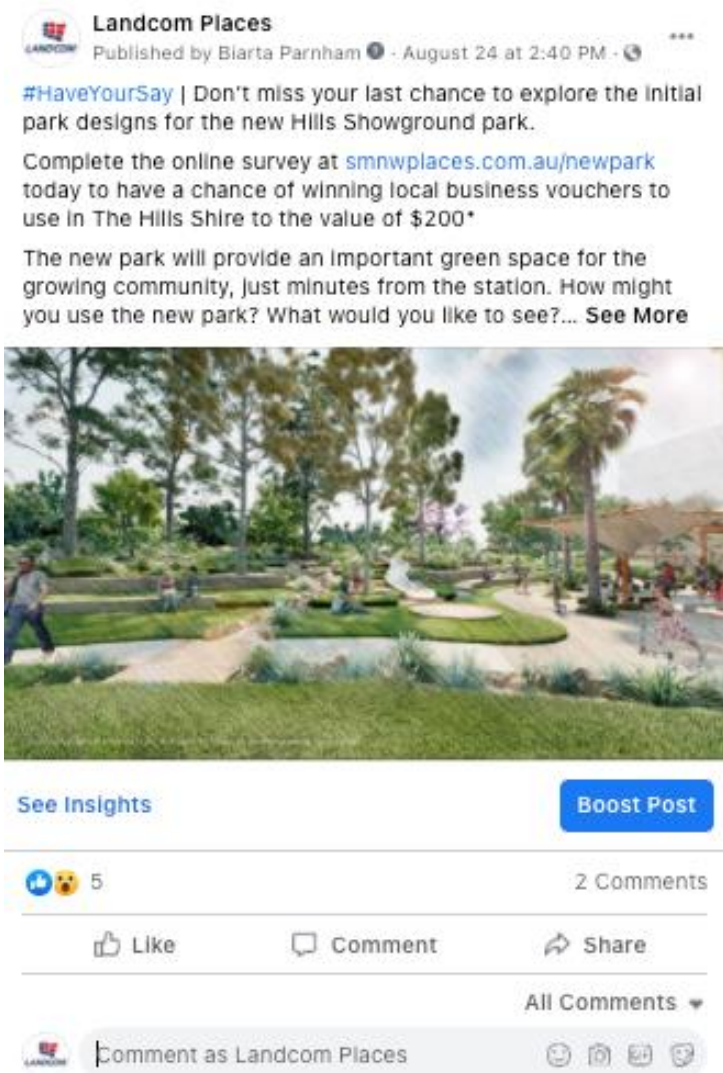 Landcom Places
Published by Biarta Parnham · August 24 at 2:40 PM ·
#HaveYourSay | Don't miss your last chance to explore the initial
park designs for the new Hills Showground park.
Complete the online survey at smnwplaces.com.au/newpark
today to have a chance of winning local business vouchers to
use in The Hills Shire to the value of $200*
The new park will provide an important green space for the
growing community, just minutes from the station. How might
you use the new park? What would you like to see?... See More
See Insights
Boost Post
5
2 Comments
Like
Comment
Share
All Comments
LANDCOM
Comment as Landcom Places
GIF